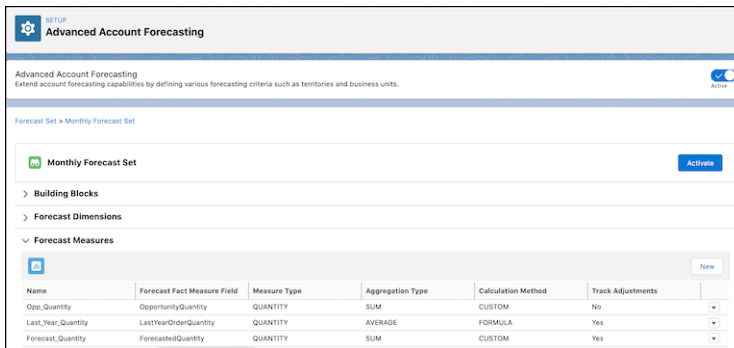 SETUP
Advanced Account Forecasting
Advanced Account Forecasting
Extend account forecasting capabilities by defining various forecasting criteria such as territories and business units.
Active
Forecast Set > Monthly Forecast Set
Monthly Forecast Set
Activate
Building Blocks
Forecast Dimensions
Forecast Measures
New
Name Forecast Fact Measure Field Measure Type Aggregation Type Calculation Method Track Adjustments
Opp_Quantity OpportunityQuantity QUANTITY SUM CUSTOM No
Last_Year_Quantity LastYearOrderQuantity QUANTITY AVERAGE FORMULA Yes
Forecast_Quantity ForecastedQuantity QUANTITY SUM CUSTOM Yes